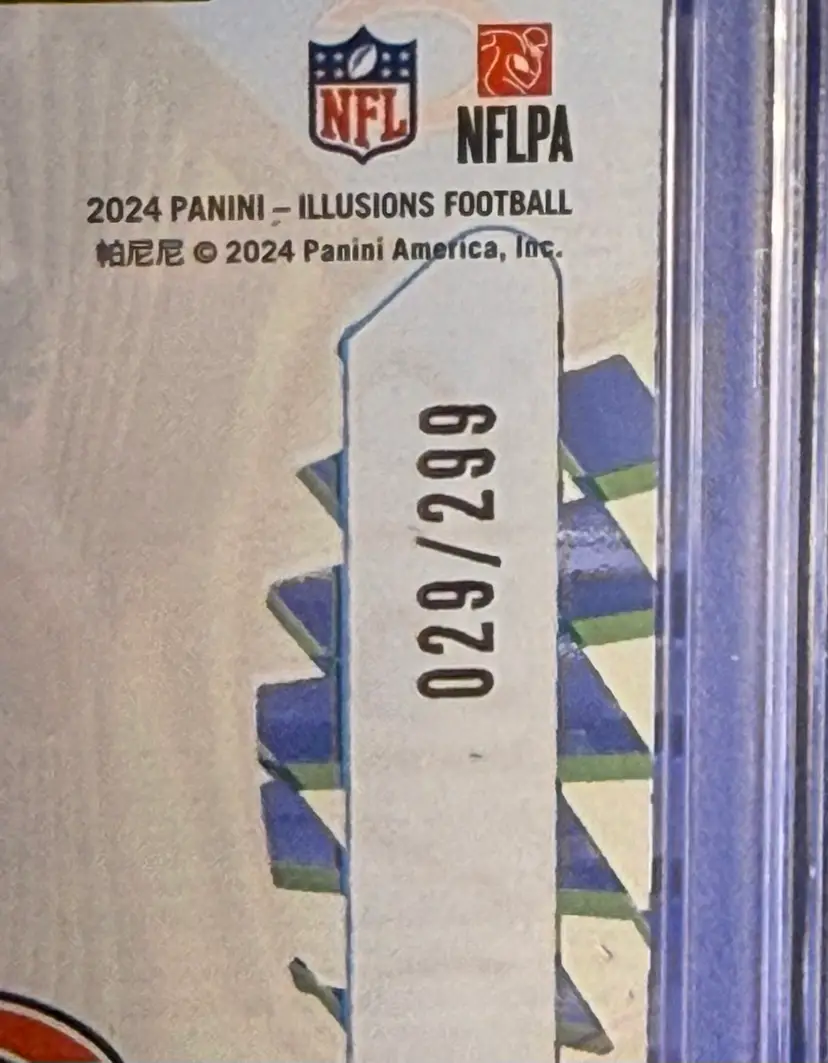 NFL
NFLPA
2024 PANINI – ILLUSIONS FOOTBALL
帕尼尼 © 2024 Panini America, Inc.
029/299